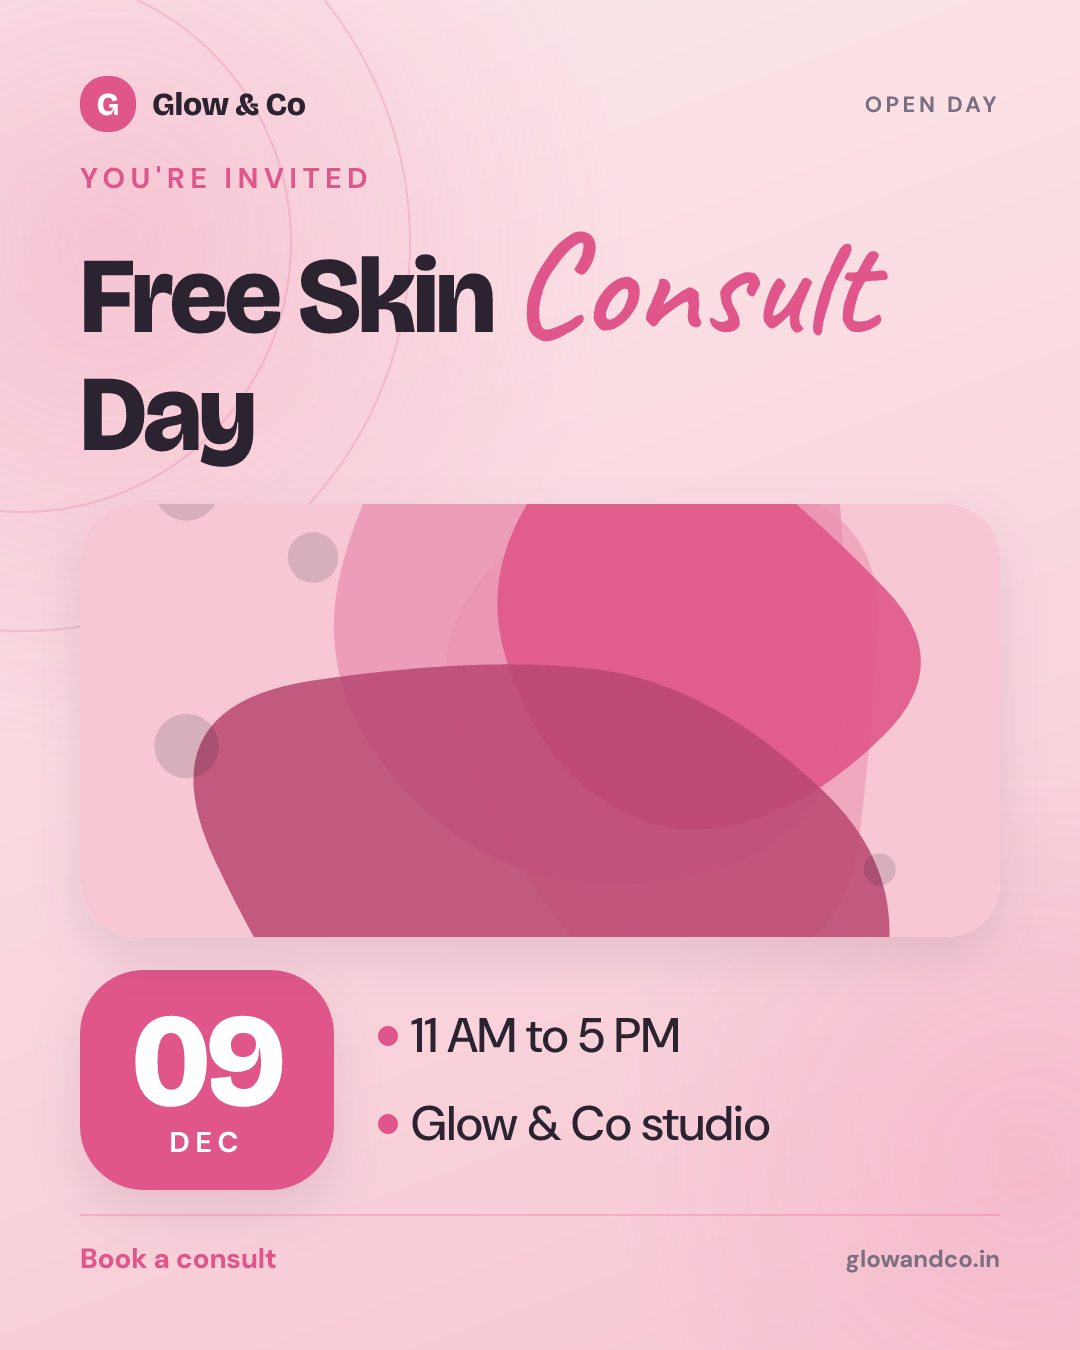 G Glow & Co
OPEN DAY
YOU'RE INVITED
Free Skin Consult
Day
09
DEC
11 AM to 5 PM
Glow & Co studio
Book a consult
glowandco.in